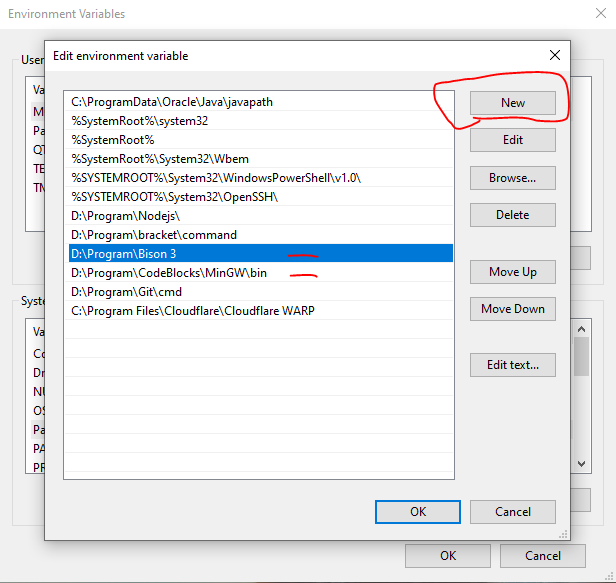 Environment Variables
Edit environment variable
User
Va
M
Pa
QT
TE
TN
C:\ProgramData\Oracle\Java\javapath
%SystemRoot%\system32
%SystemRoot%
%SystemRoot%\System32\Wbem
%SYSTEMROOT%\System32\WindowsPowerShell\v1.0\
%SYSTEMROOT%\System32\OpenSSH\
D:\Program\Nodejs\
D:\Program\bracket\command
D:\Program\Bison 3
D:\Program\CodeBlocks\MinGW\bin
D:\Program\Git\cmd
C:\Program Files\Cloudflare\Cloudflare WARP
New
Edit
Browse...
Delete
Move Up
Move Down
Edit text...
Syste
Va
Co
Dr
NU
OS
Pa
PA
PR
OK
Cancel
OK
Cancel